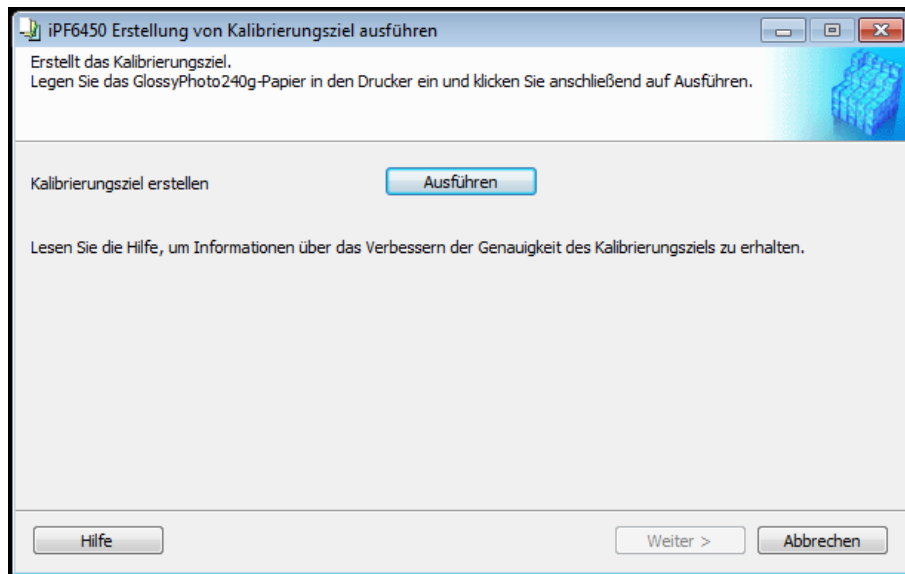 iPF6450 Erstellung von Kalibrierungsziel ausführen
Erstellt das Kalibrierungsziel.
Legen Sie das GlossyPhoto240g-Papier in den Drucker ein und klicken Sie anschließend auf Ausführen.
Kalibrierungsziel erstellen
Ausführen
Lesen Sie die Hilfe, um Informationen über das Verbessern der Genauigkeit des Kalibrierungsziels zu erhalten.
Hilfe
Weiter >
Abbrechen